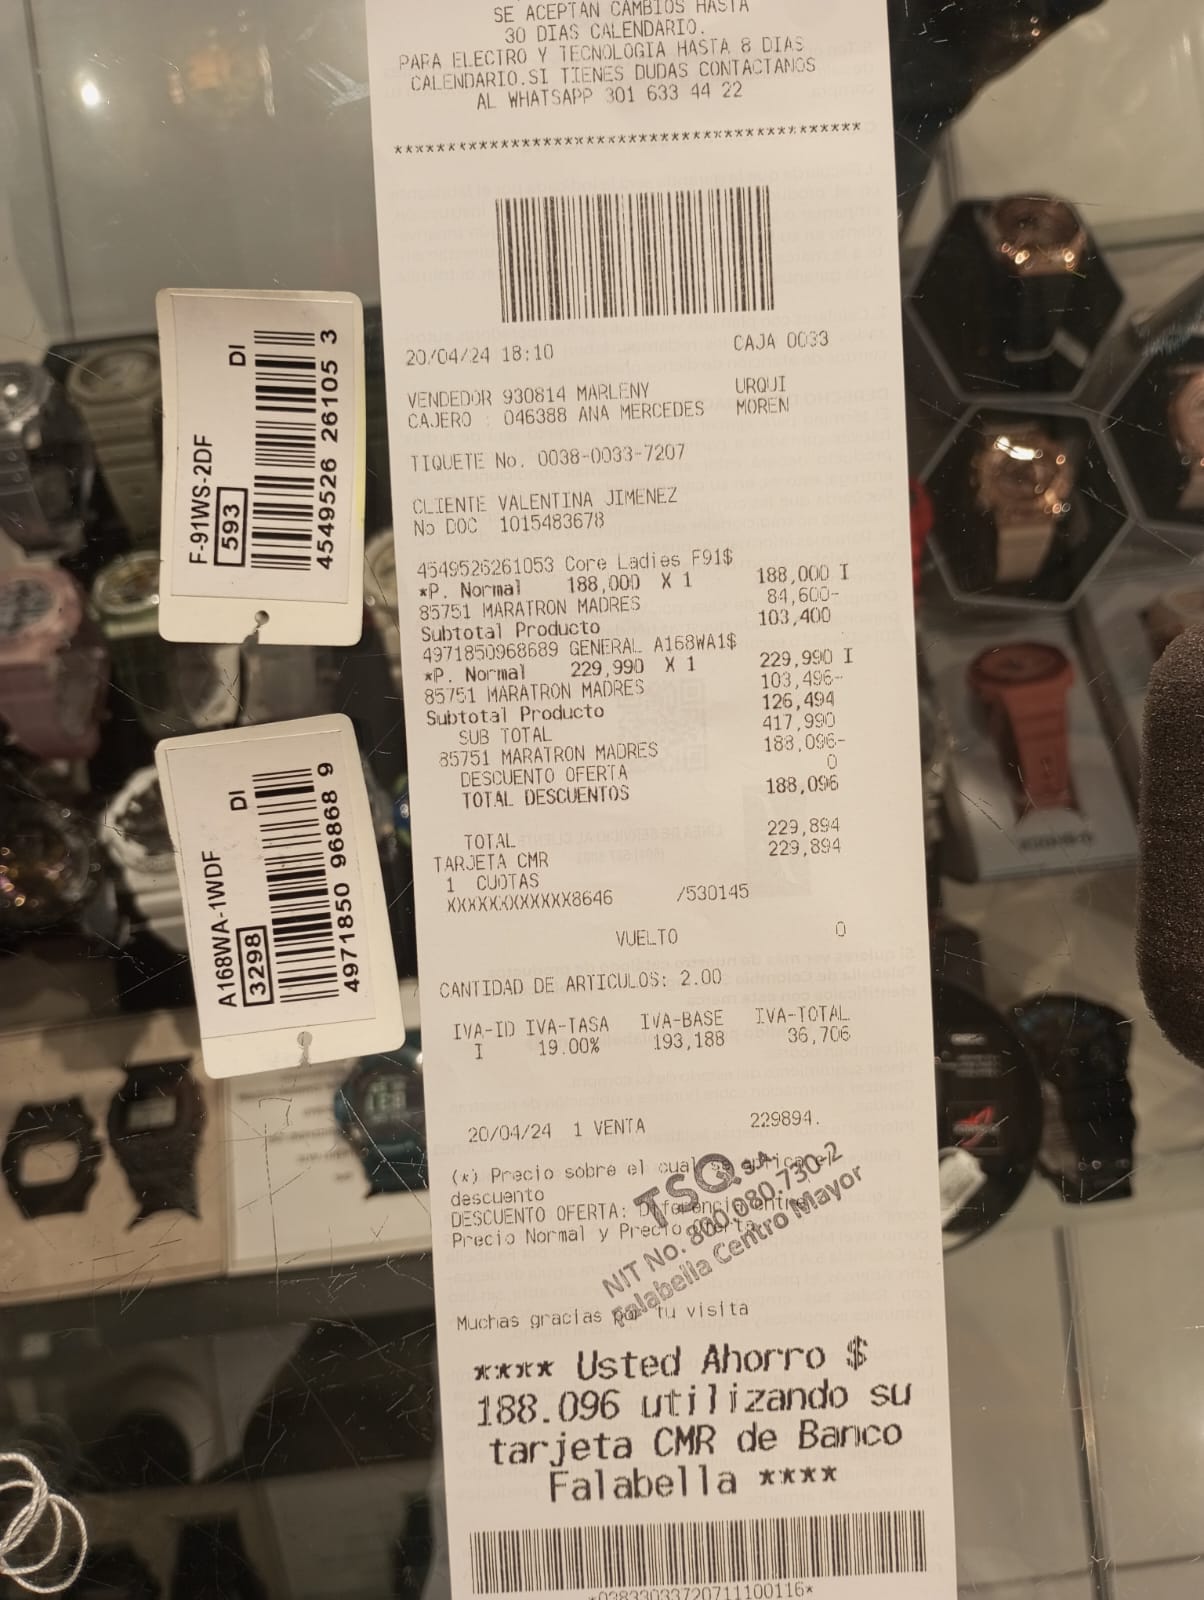 SE ACEPTAN CAMBIOS HASTA
30 DIAS CALENDARIO.
PARA ELECTRO Y TECNOLOGIA HASTA 8 DIAS
CALENDARIO.SI TIENES DUDAS CONTACTANOS
AL WHATSAPP 301 633 44 22
******************************************
20/04/24 18:10 CAJA 0033
VENDEDOR 930814 MARLENY URQUI
CAJERO : 046388 ANA MERCEDES MOREN
TIQUETE No. 0038-0033-7207
CLIENTE VALENTINA JIMENEZ
No DOC 1015483678
4549526261053 Core Ladies F91$
*P. Normal 188,000 X 1 188,000 I
85751 MARATRON MADRES 84,600-
Subtotal Producto 103,400
4971850968689 GENERAL A168WA1$
*P. Normal 229,990 X 1 229,990 I
85751 MARATRON MADRES 103,496-
Subtotal Producto 126,494
SUB TOTAL 417,990
85751 MARATRON MADRES 188,096-
DESCUENTO OFERTA 0
TOTAL DESCUENTOS 188,096
TOTAL 229,894
TARJETA CMR 229,894
1 CUOTAS
XXXXXXXXXXXX8646 /530145
VUELTO 0
CANTIDAD DE ARTICULOS: 2.00
IVA-ID IVA-TASA IVA-BASE IVA-TOTAL
I 19.00% 193,188 36,706
20/04/24 1 VENTA 229894.
(*) Precio sobre el cual se aplica el
descuento
DESCUENTO OFERTA: Diferencia entre
Precio Normal y Precio Oferta
TSQ S.A.
NIT No. 800.080.730-2
Falabella Centro Mayor
Muchas gracias por tu visita
**** Usted Ahorro $
188.096 utilizando su
tarjeta CMR de Banco
Falabella ****
*03833033720711100116*
F-91WS-2DF DI
593
4549526 26105 3
A168WA-1WDF DI
3298
4971850 96868 9